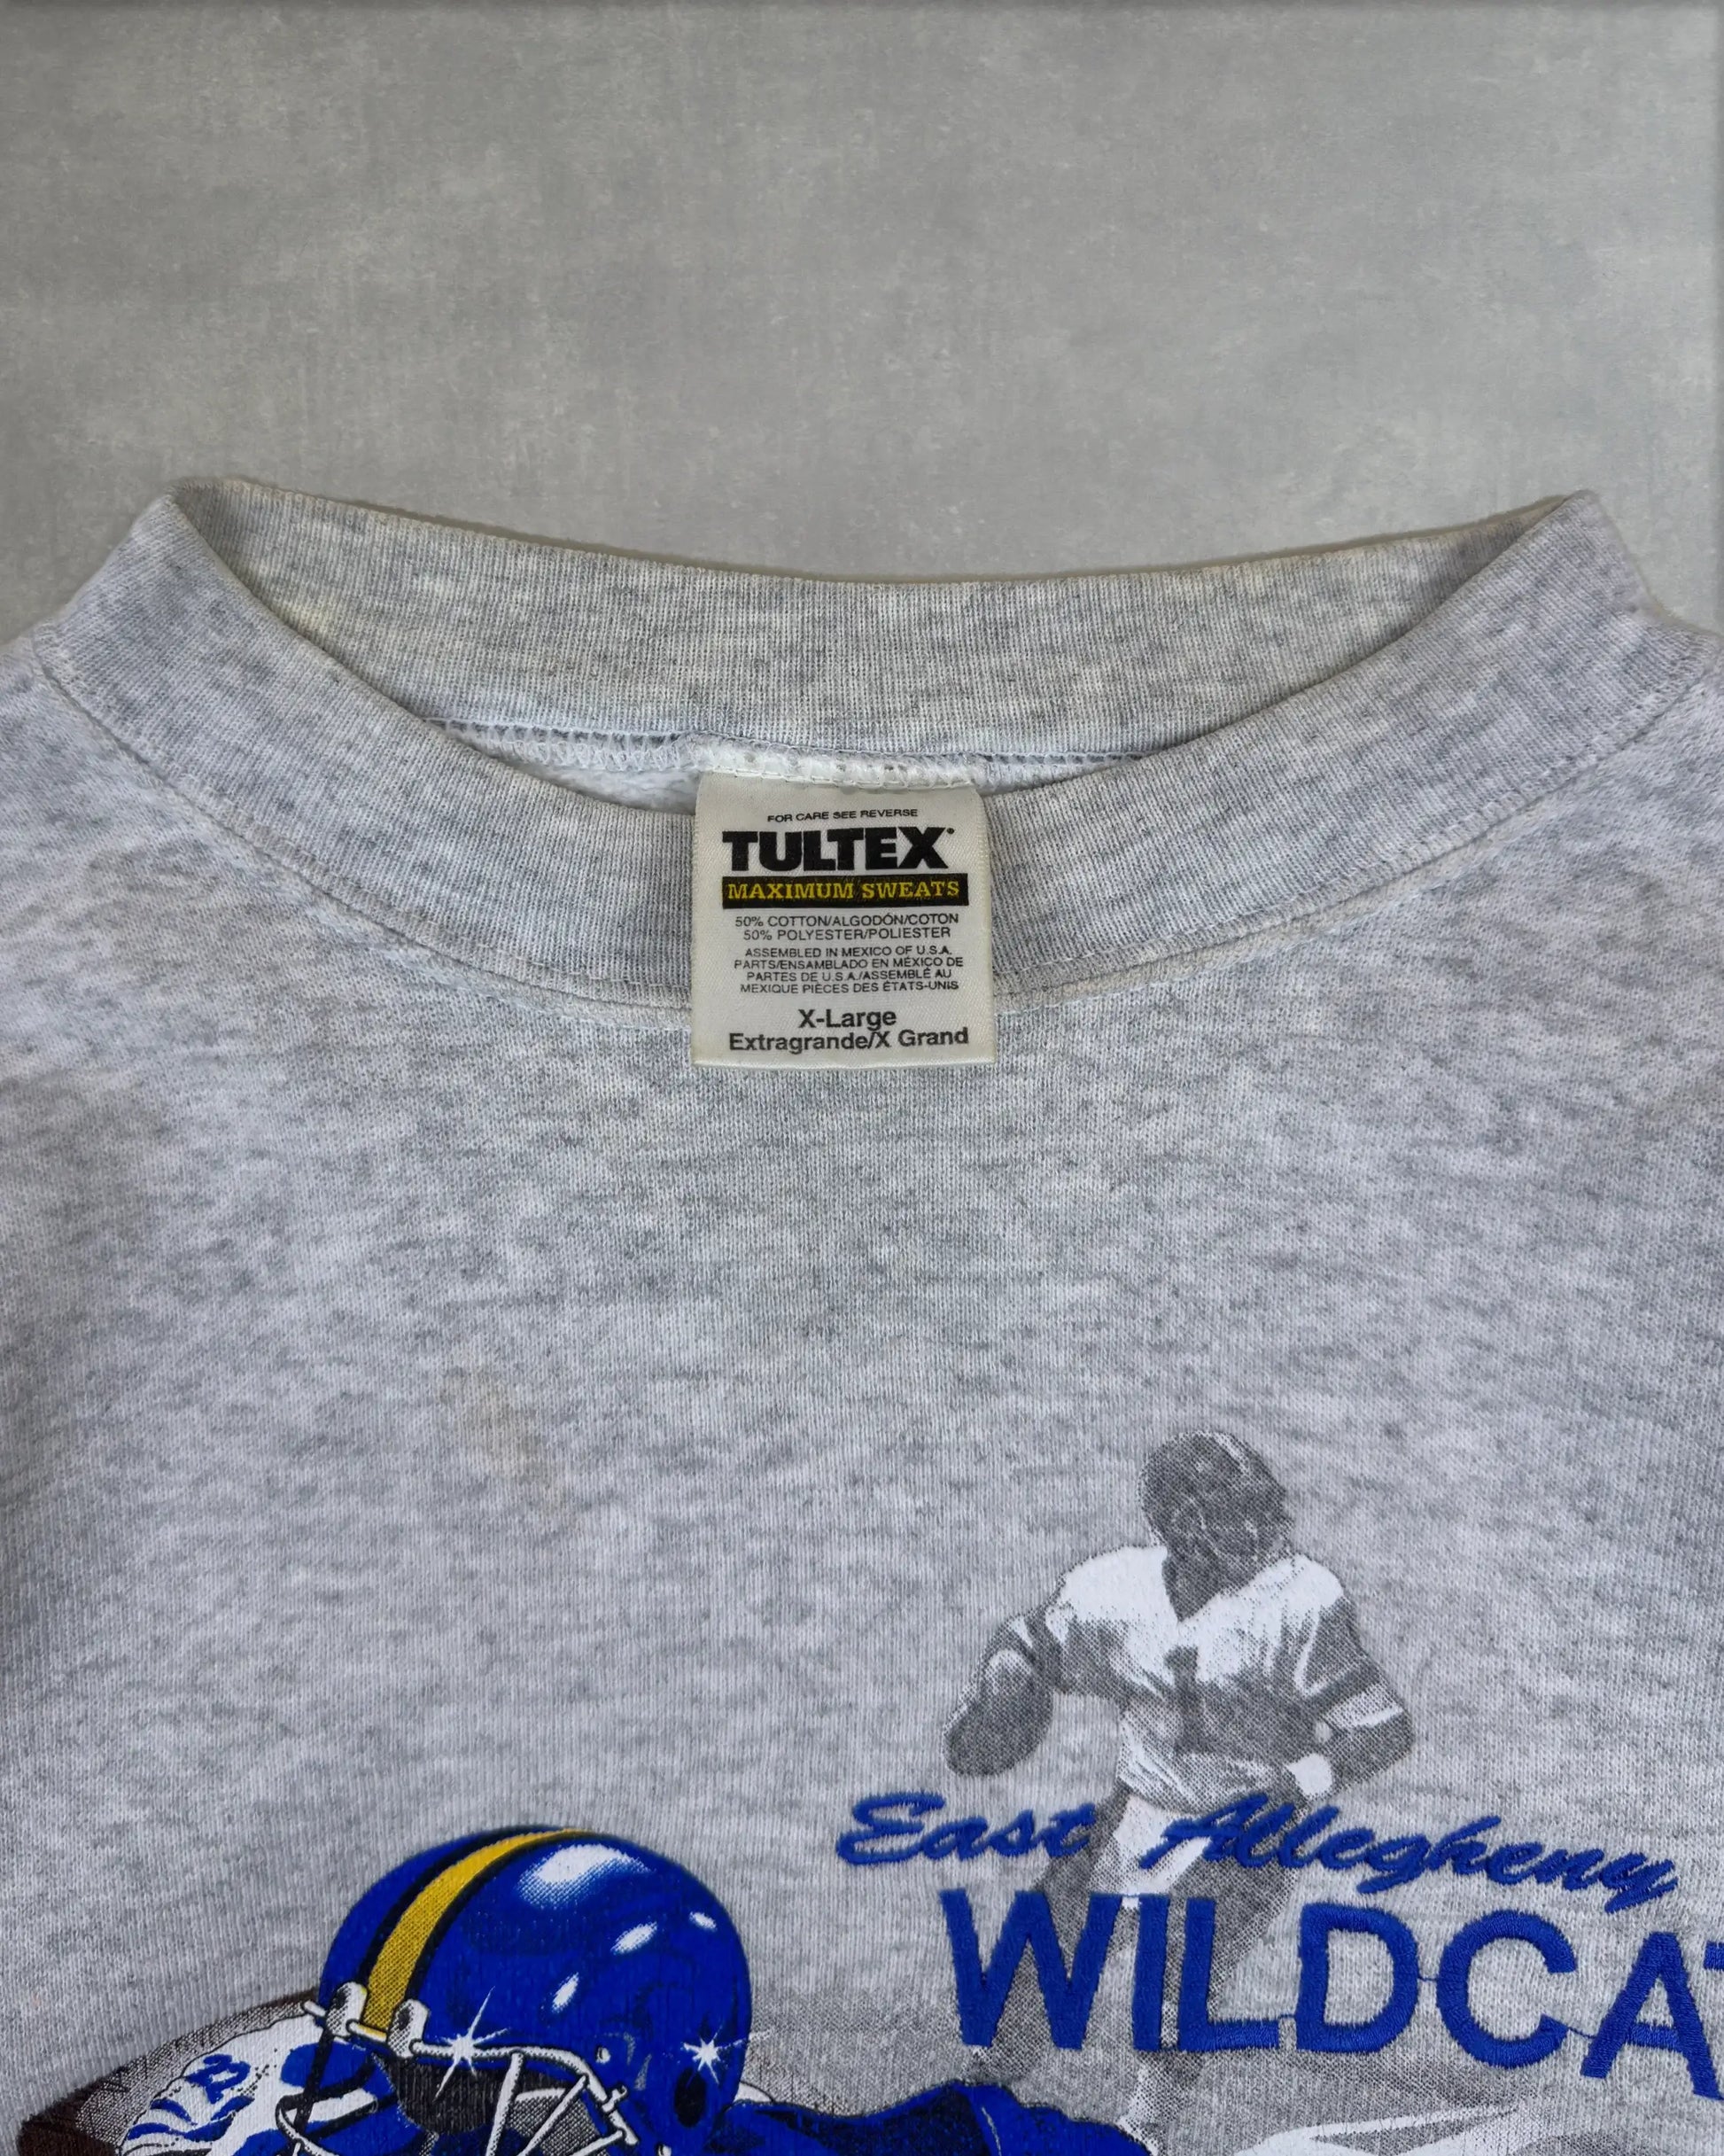 FOR CARE SEE REVERSE
TULTEX
MAXIMUM SWEATS
50% COTTON/ALGODÓN/COTON
50% POLYESTER/POLIESTER
ASSEMBLED IN MEXICO OF U.S.A.
PARTS/ENSAMBLADO EN MÉXICO DE
PARTES DE U.S.A./ASSEMBLÉ AU
MEXIQUE PIÈCES DES ÉTATS-UNIS
X-Large
Extragrande/X Grand
East Allegheny
WILDCAT